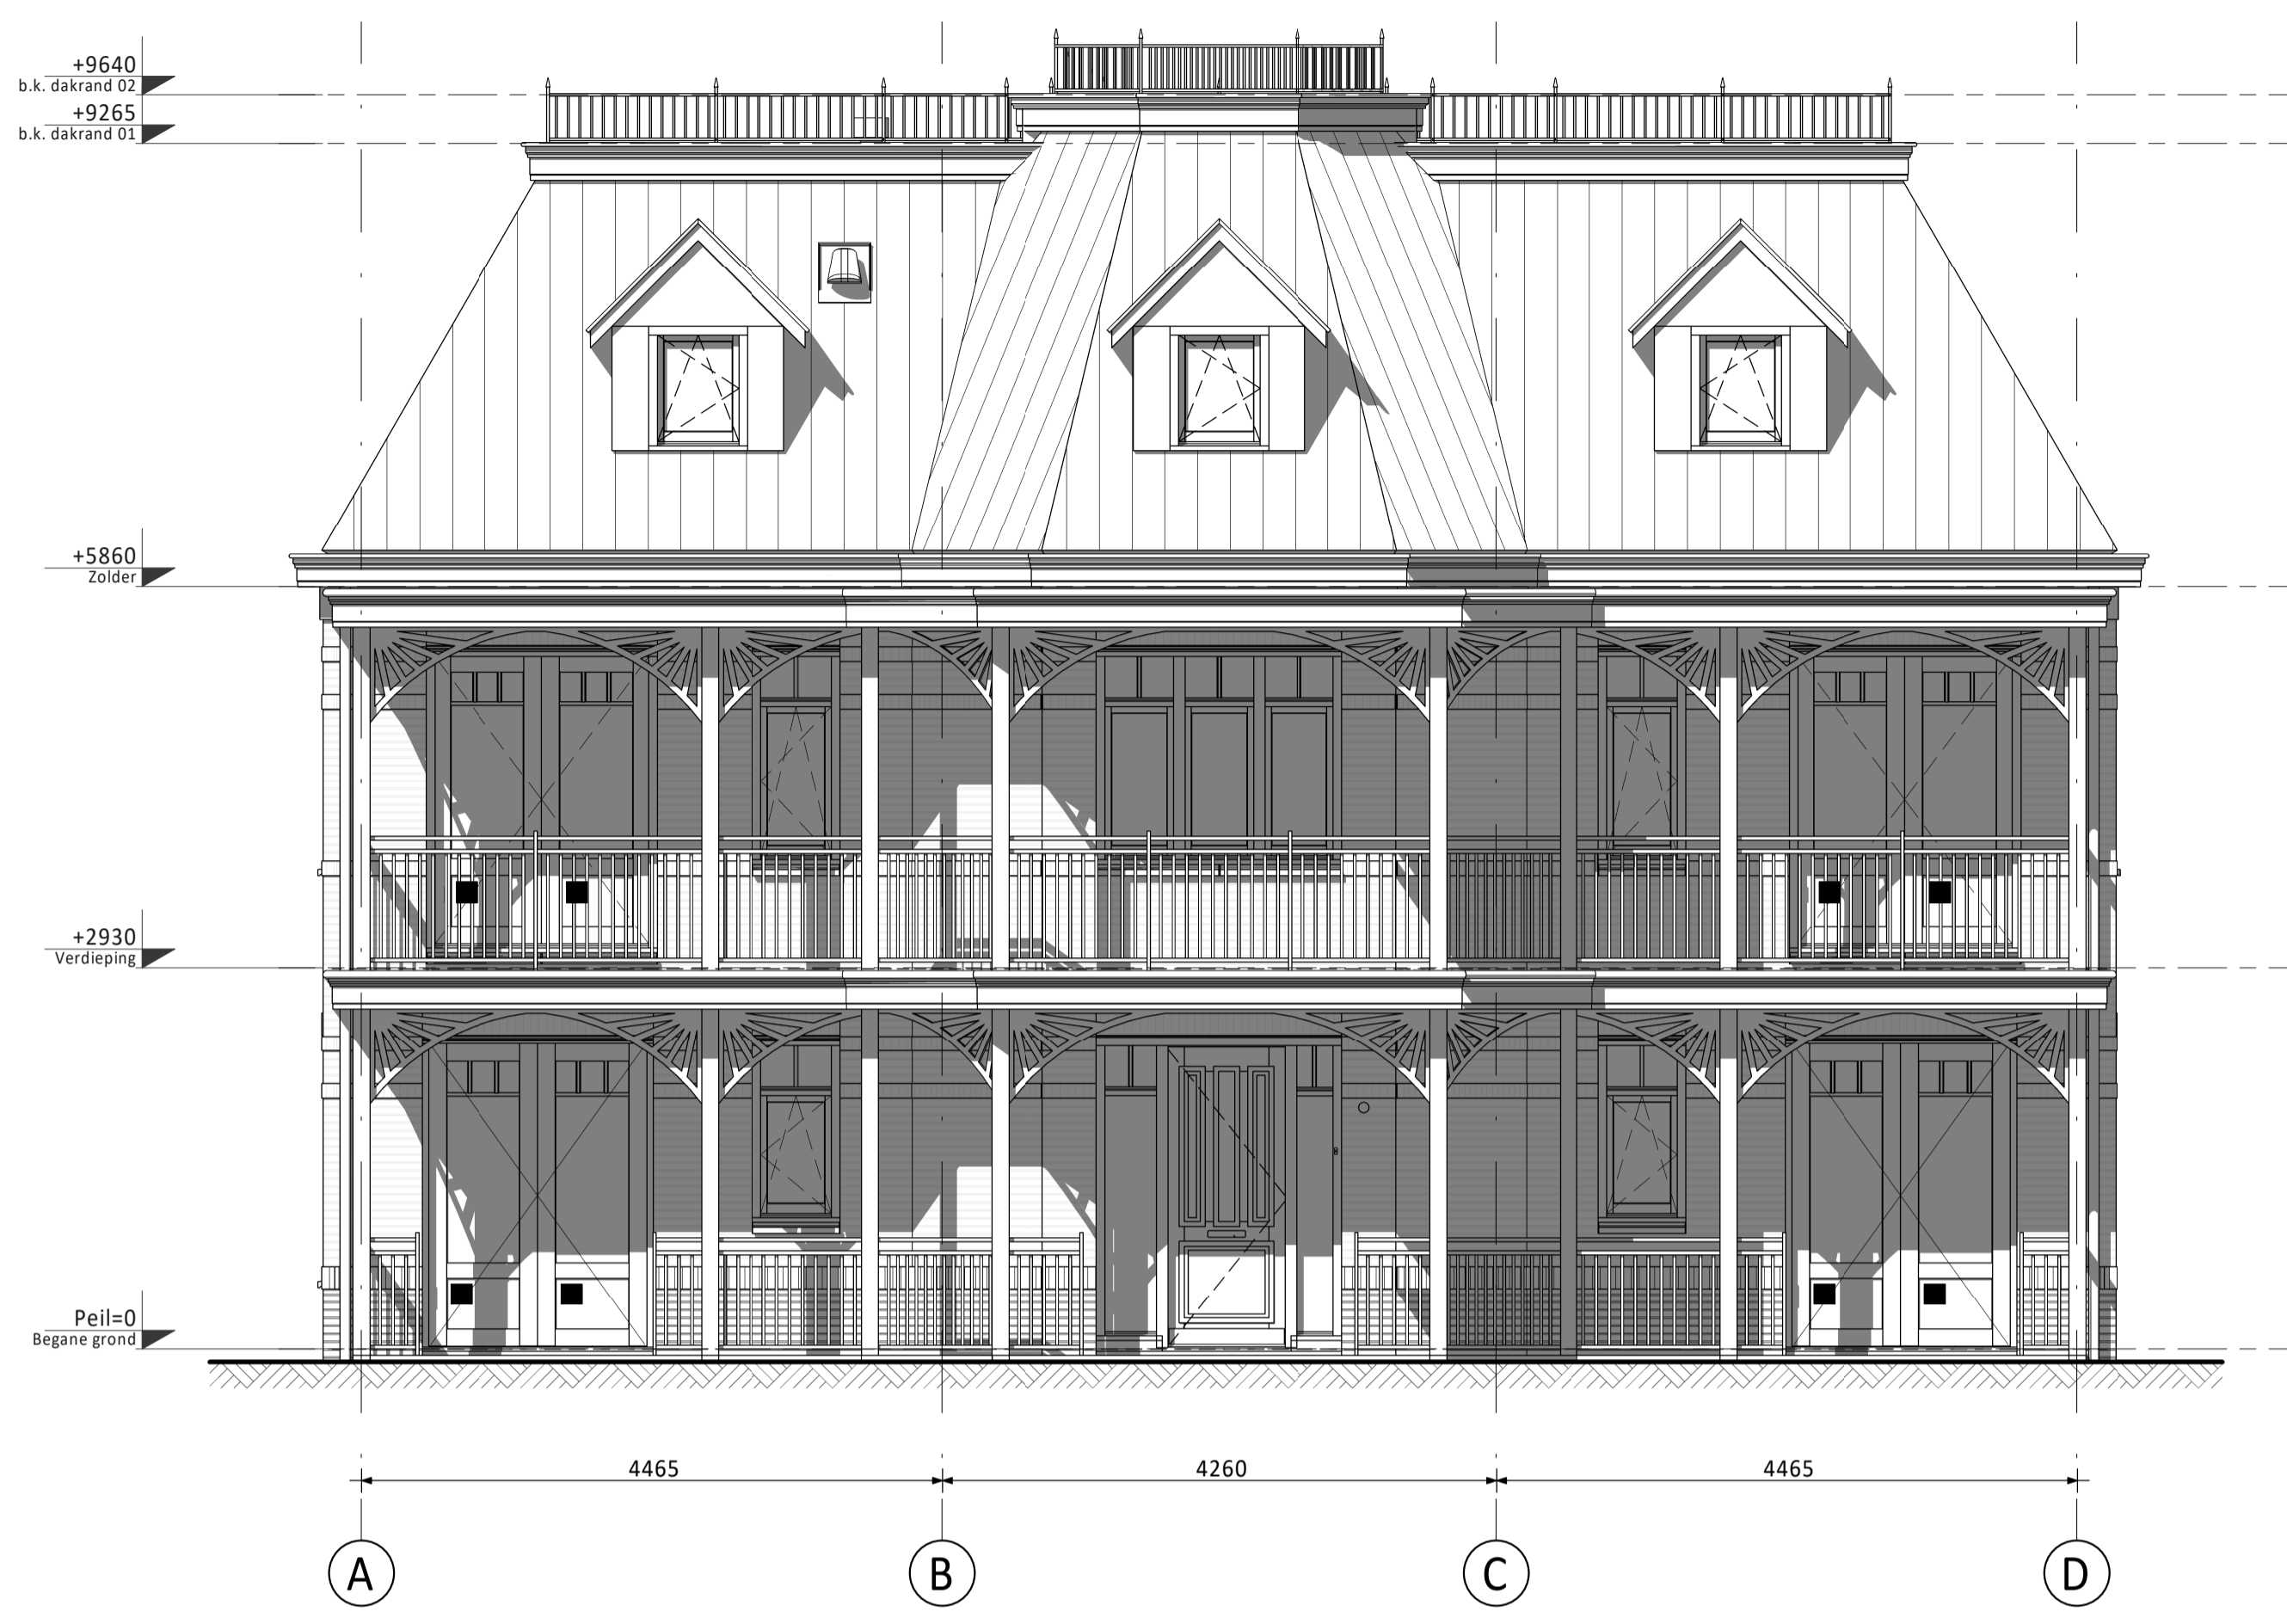 +9640
b.k. dakrand 02
+9265
b.k. dakrand 01
+5860
Zolder
+2930
Verdieping
Peil=0
Begane grond
4465
4260
4465
A
B
C
D